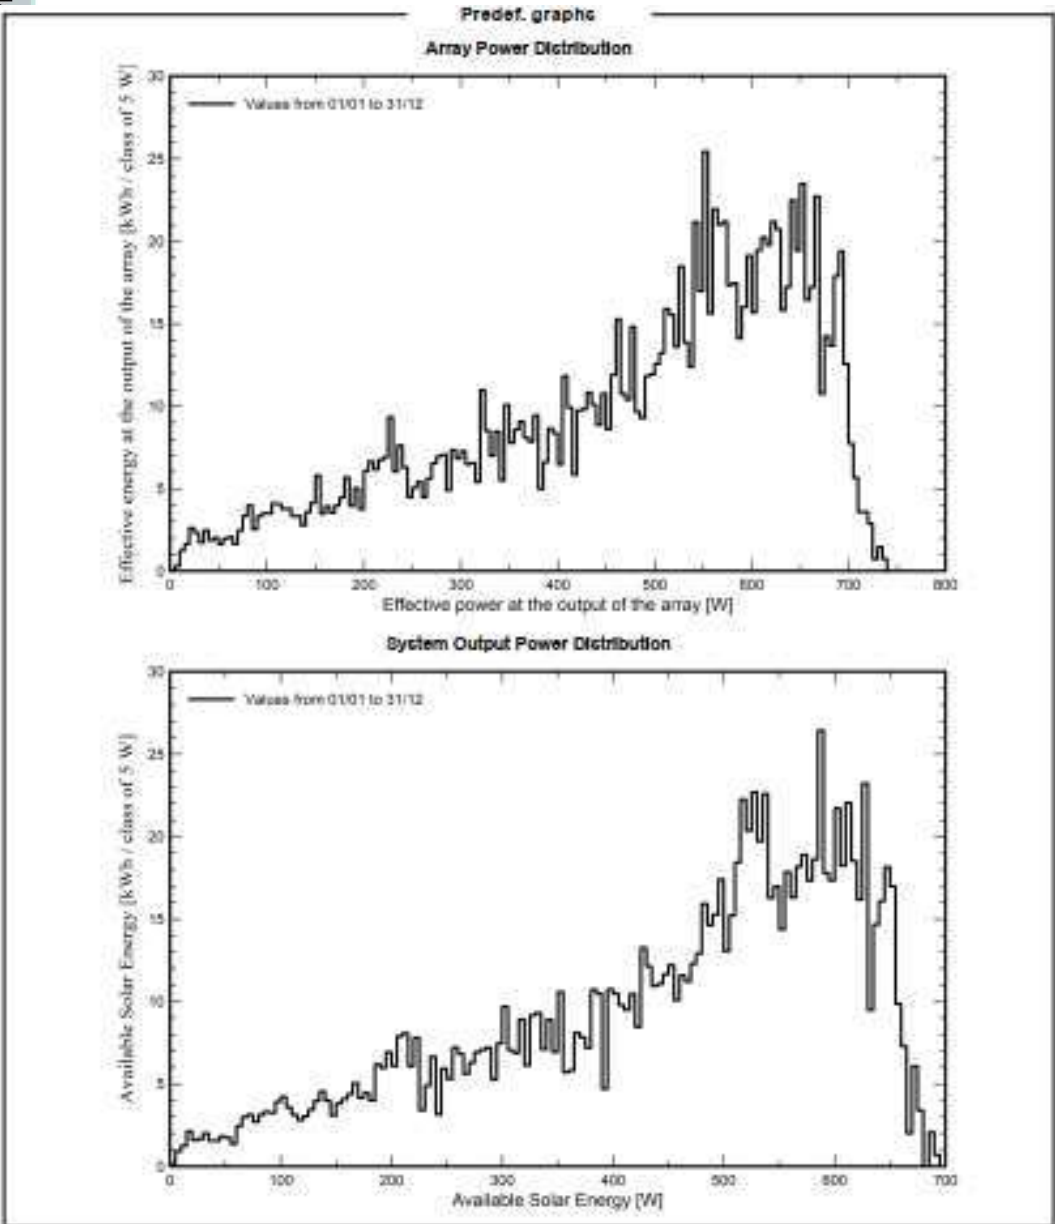 Predef. graphs
Array Power Distribution
Effective energy at the output of the array [kWh / class of 5 W]
30
Values from 01/01 to 31/12
25
20
15
10
5
0
0 100 200 300 400 500 600 700 800
Effective power at the output of the array [W]
System Output Power Distribution
Available Solar Energy [kWh / class of 5 W]
30
Values from 01/01 to 31/12
25
20
15
10
5
0
0 100 200 300 400 500 600 700
Available Solar Energy [W]